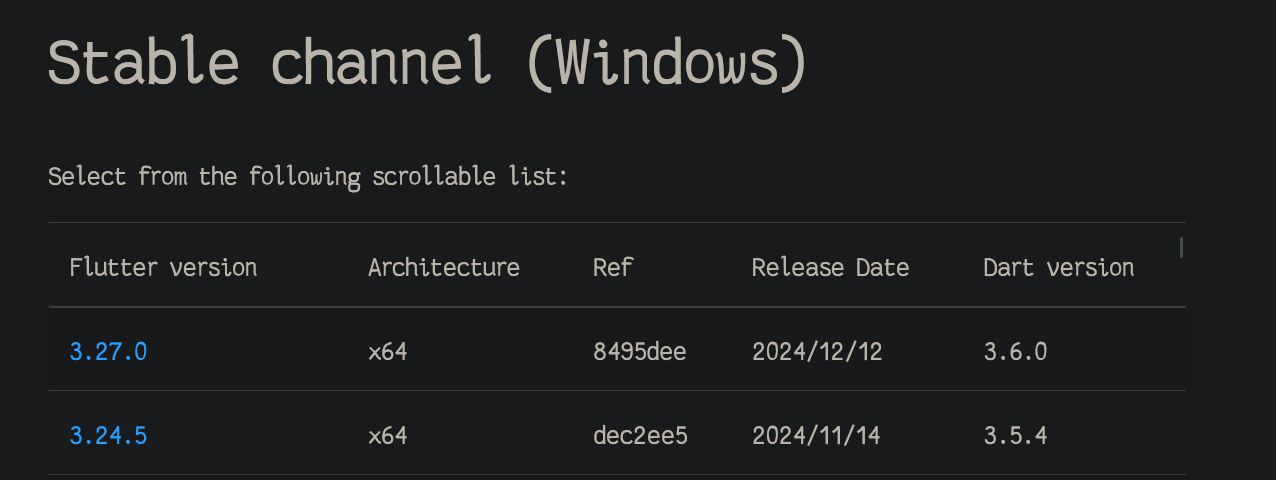 Stable channel (Windows)
Select from the following scrollable list:
Flutter version Architecture Ref Release Date Dart version
3.27.0 x64 8495dee 2024/12/12 3.6.0
3.24.5 x64 dec2ee5 2024/11/14 3.5.4